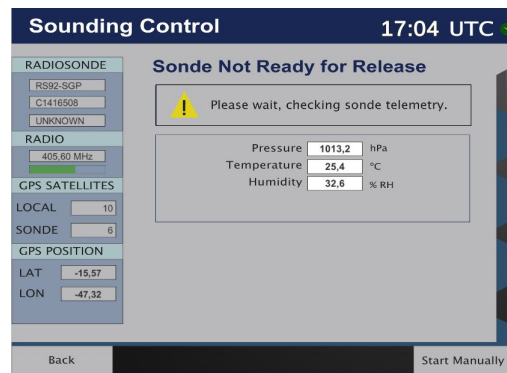 Sounding Control
17:04 UTC
RADIOSONDE
RS92-SGP
C1416508
UNKNOWN
RADIO
405,60 MHz
GPS SATELLITES
LOCAL 10
SONDE 6
GPS POSITION
LAT -15,57
LON -47,32
Sonde Not Ready for Release
Please wait, checking sonde telemetry.
Pressure 1013,2 hPa
Temperature 25,4 °C
Humidity 32,6 % RH
Back
Start Manually